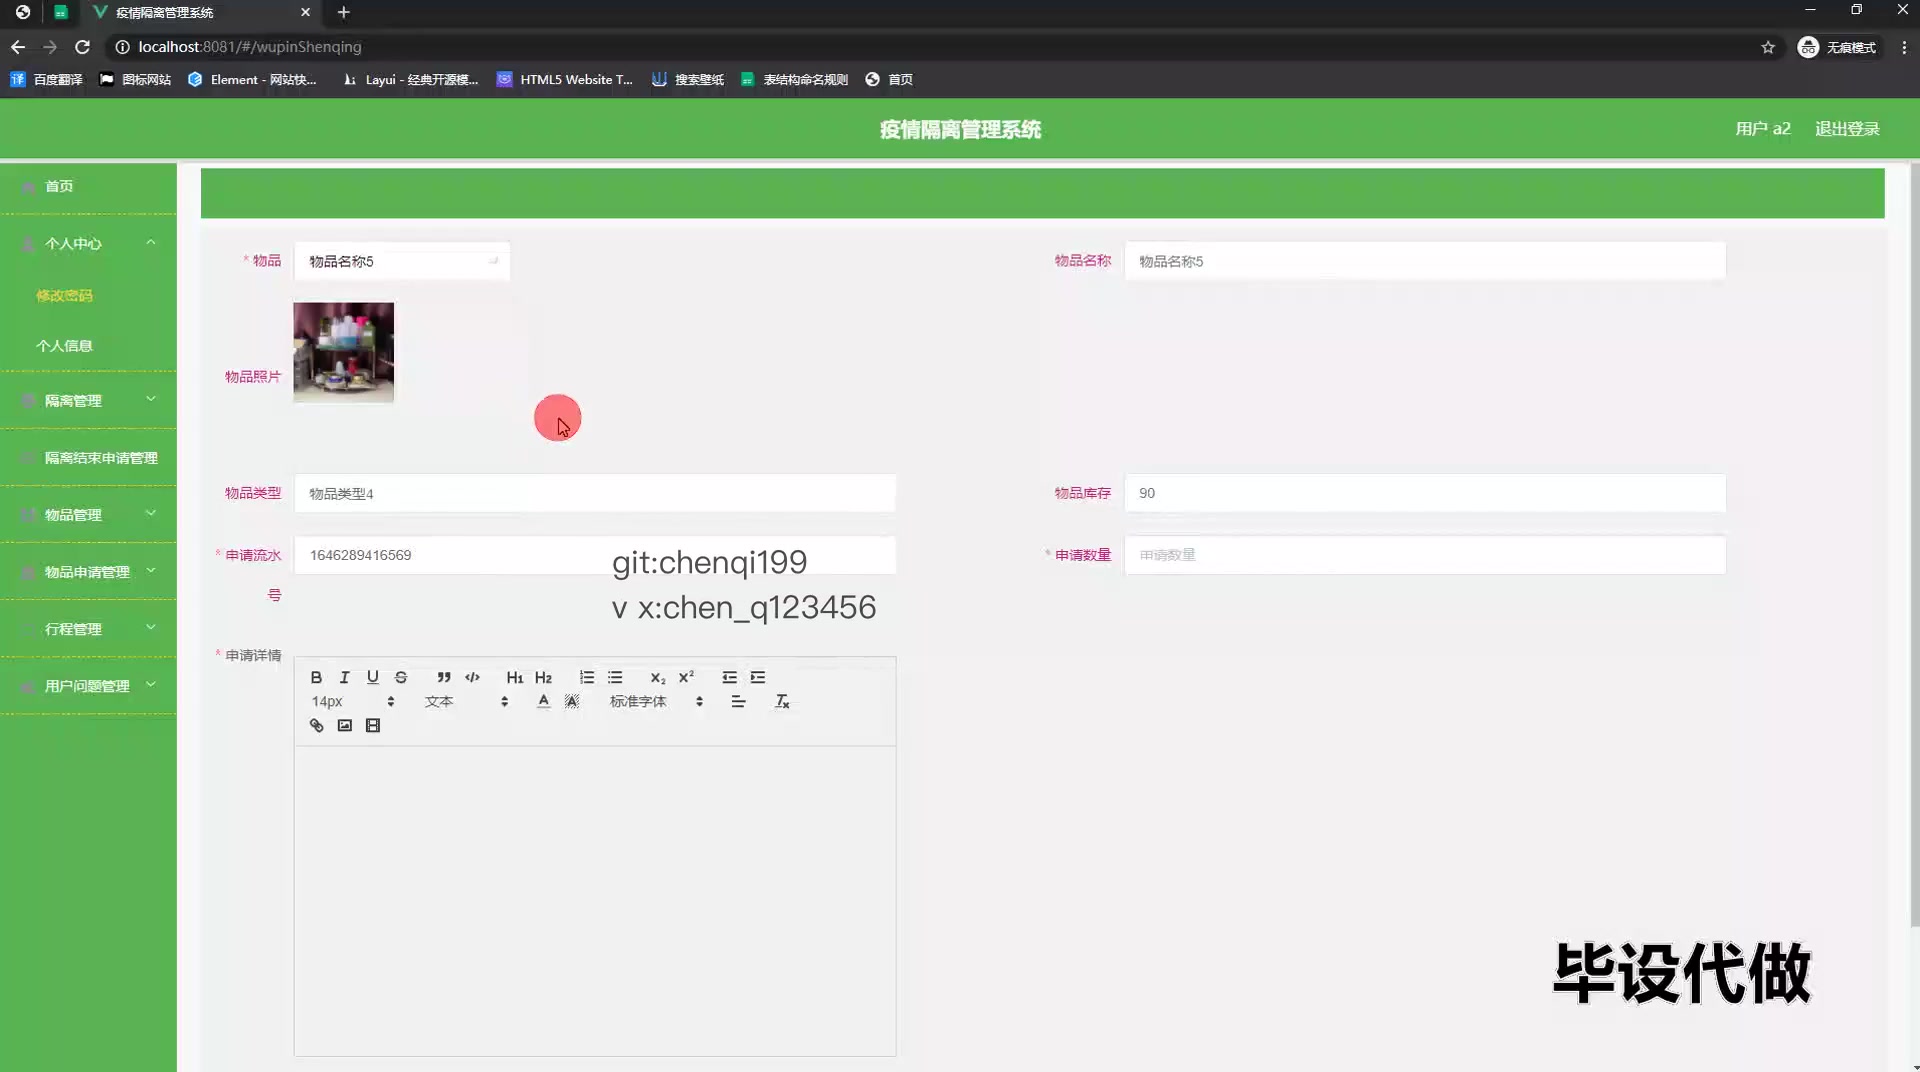 疫情隔离管理系统
localhost:8081/#/wupinShenqing
无痕模式
百度翻译
图标网站
Element - 网站快...
Layui - 经典开源模...
HTML5 Website T...
搜索壁纸
表结构命名规则
首页
疫情隔离管理系统
用户 a2
退出登录
首页
个人中心
修改密码
个人信息
隔离管理
隔离结束申请管理
物品管理
物品申请管理
行程管理
用户问题管理
* 物品
物品名称5
物品名称
物品名称5
物品照片
物品类型
物品类型4
物品库存
90
* 申请流水号
1646289416569
* 申请数量
申请数量
git:chenqi199
v x:chen_q123456
* 申请详情
14px
文本
标准字体
毕设代做